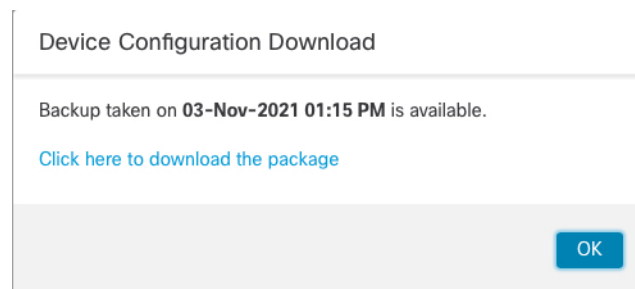 Device Configuration Download
Backup taken on 03-Nov-2021 01:15 PM is available.
Click here to download the package
OK